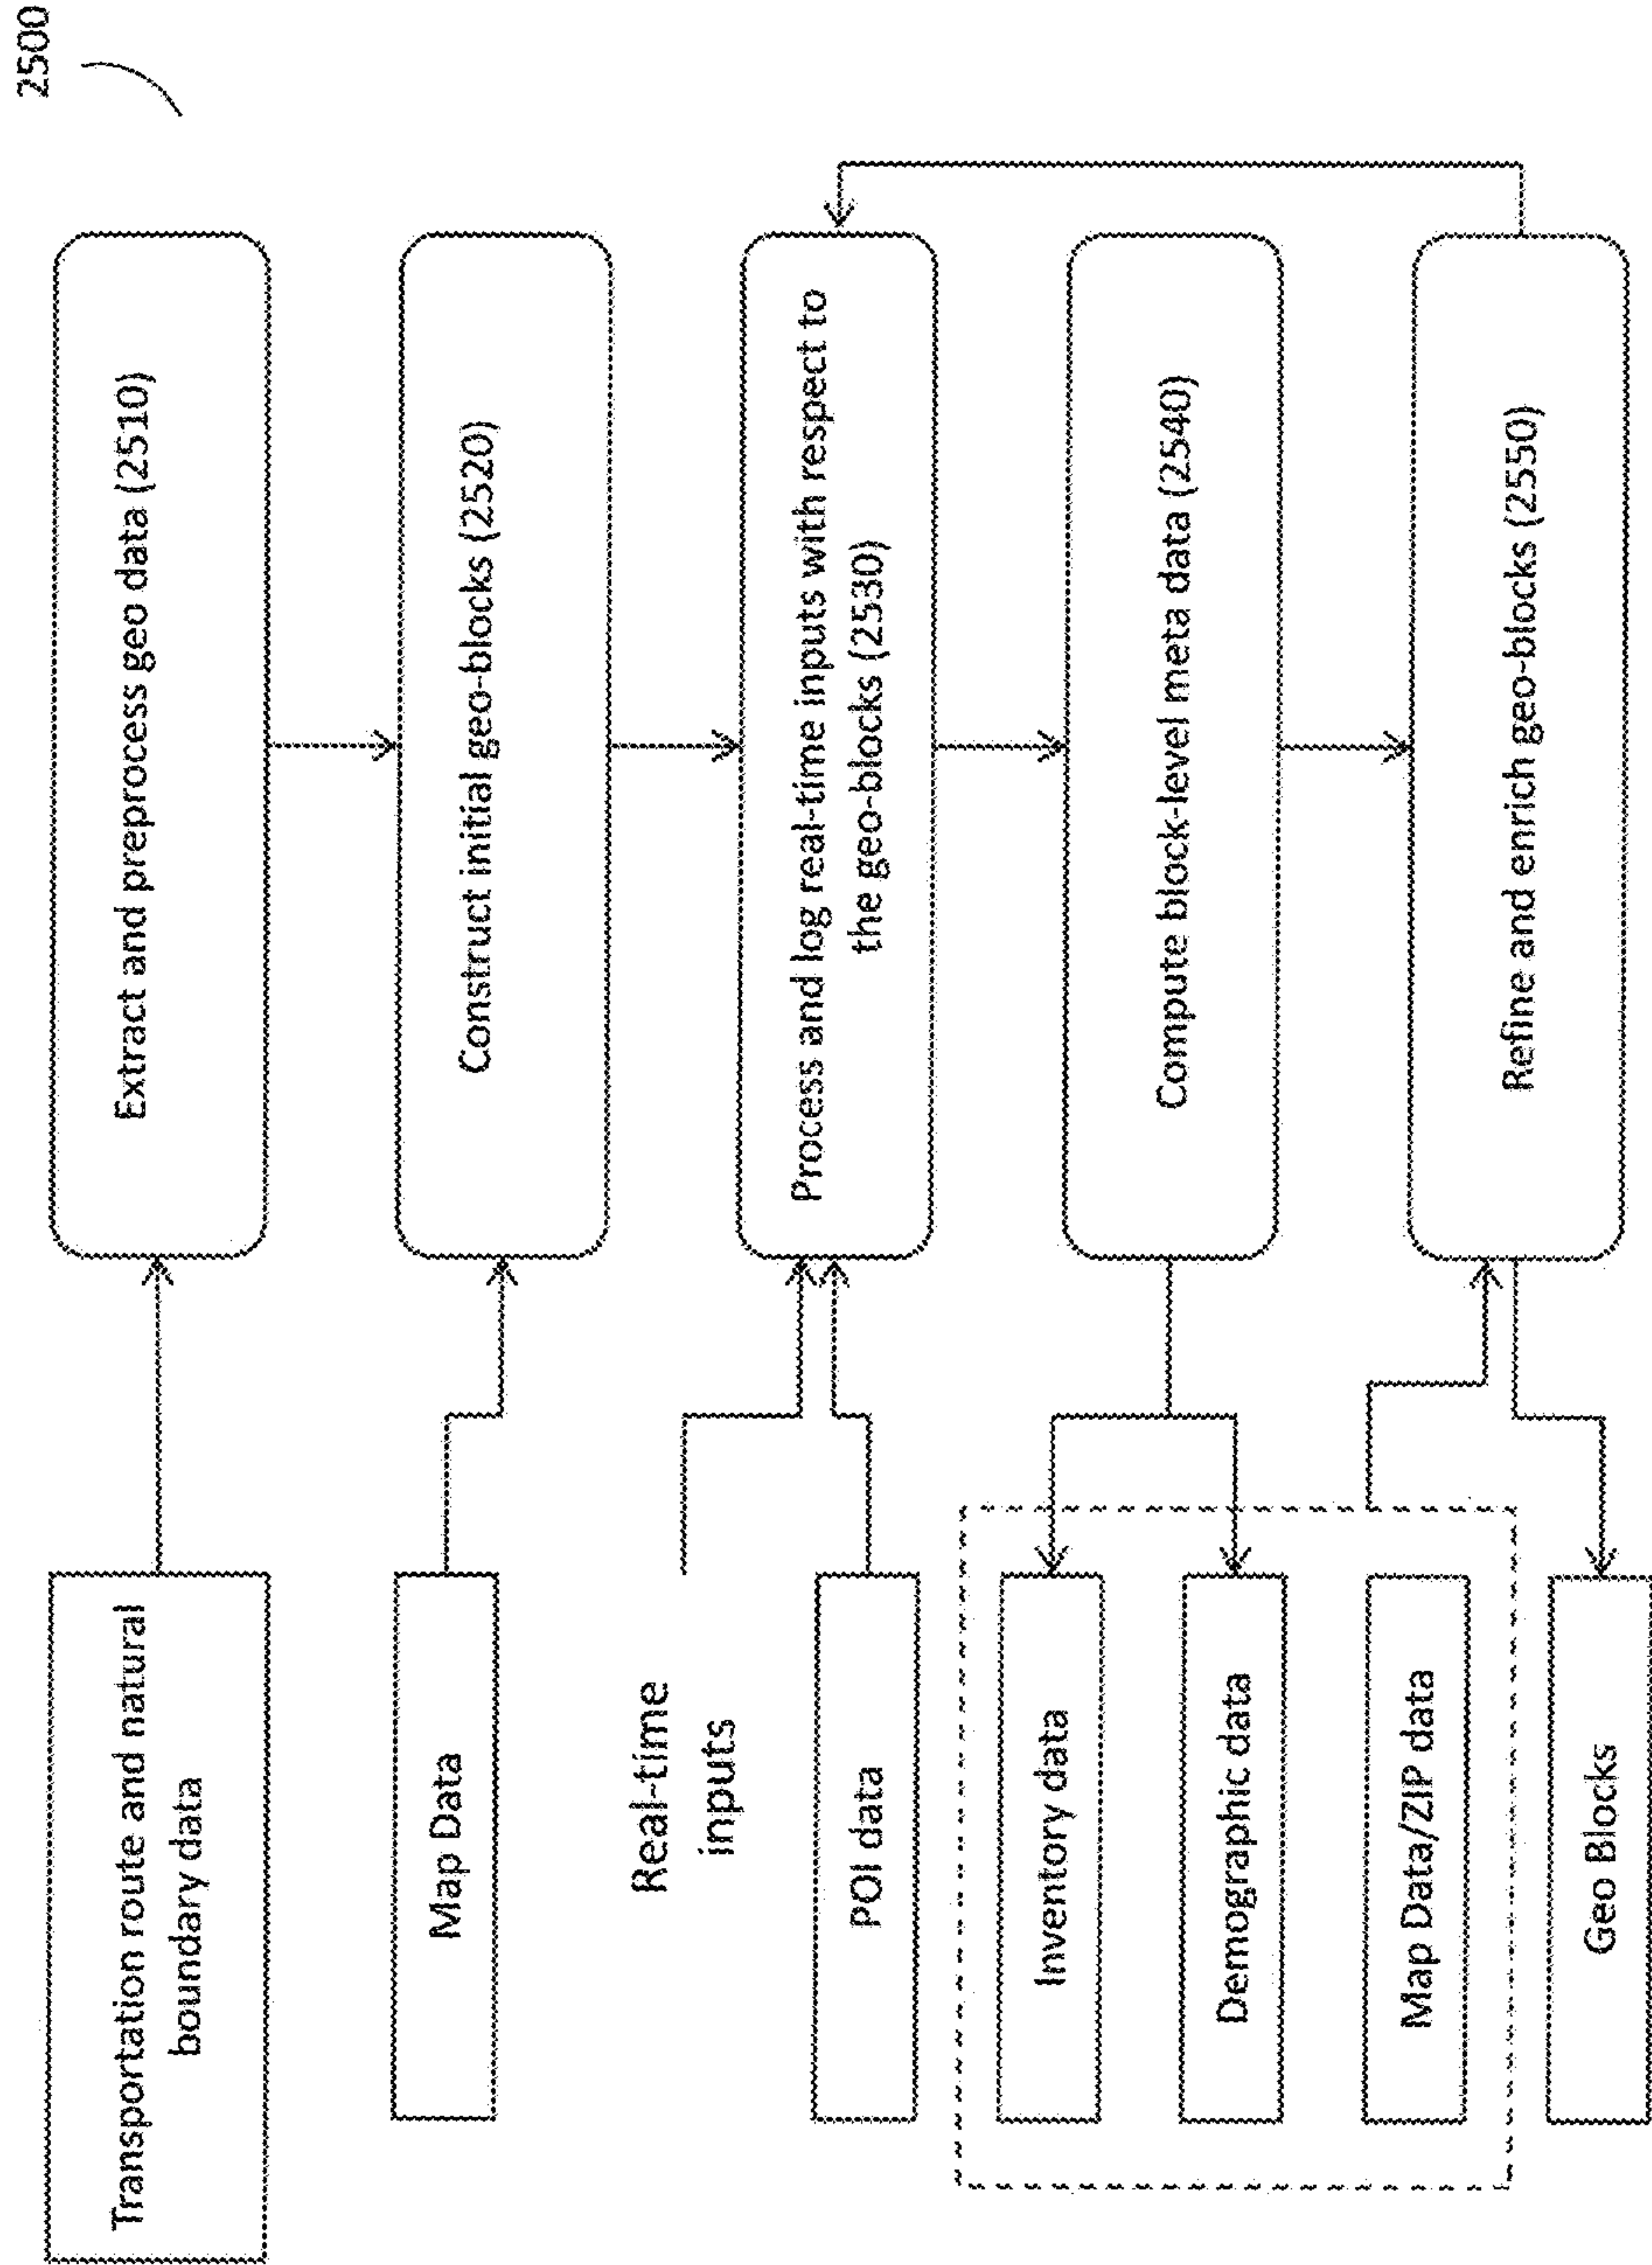 2500
Transportation route and natural
boundary data
Extract and preprocess geo data (2510)
Map Data
Construct initial geo-blocks (2520)
Real-time
inputs
POI data
Process and log real-time inputs with respect to
the geo-blocks (2530)
Inventory data
Demographic data
Map Data/ZIP data
Compute block-level meta data (2540)
Geo Blocks
Refine and enrich geo-blocks (2550)